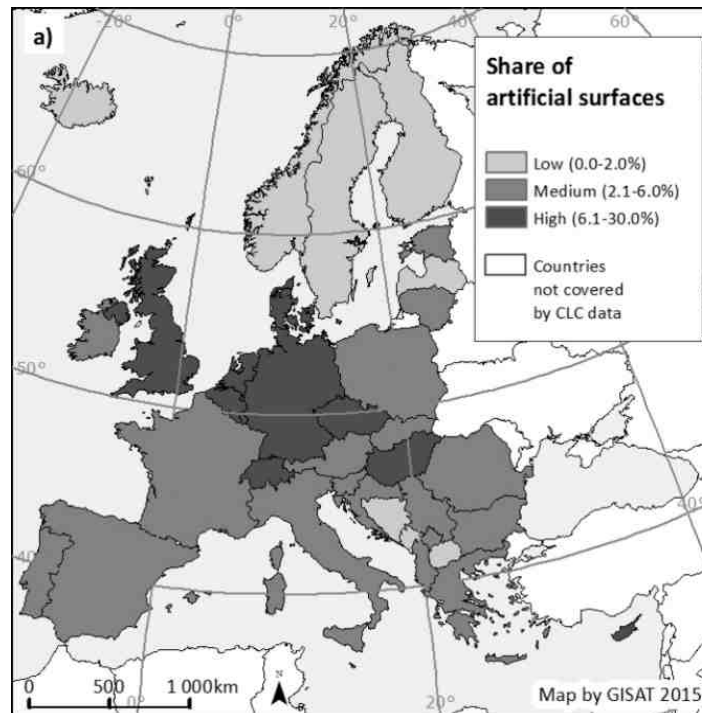 a)
0°
20°
40°
60°
Share of
artificial surfaces
Low (0.0-2.0%)
Medium (2.1-6.0%)
High (6.1-30.0%)
Countries
not covered
by CLC data
60°
50°
40°
40°
0
500
1 000km
0°
N
20°
Map by GISAT 2015